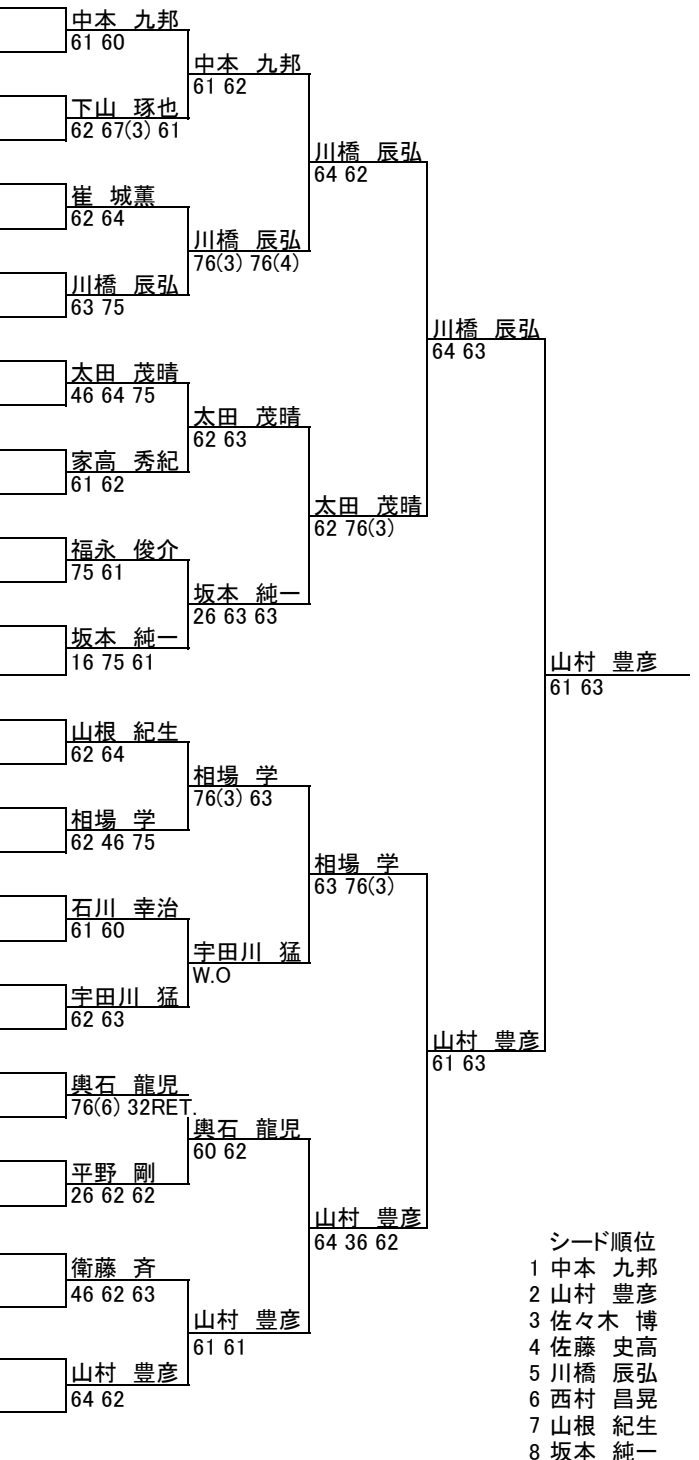 中本 九邦
61 60
下山 琢也
62 67(3) 61
崔 城薫
62 64
川橋 辰弘
63 75
太田 茂晴
46 64 75
家高 秀紀
61 62
福永 俊介
75 61
坂本 純一
16 75 61
山根 紀生
62 64
相場 学
62 46 75
石川 幸治
61 60
宇田川 猛
62 63
輿石 龍児
76(6) 32RET.
平野 剛
26 62 62
衛藤 斉
46 62 63
山村 豊彦
64 62
中本 九邦
61 62
川橋 辰弘
76(3) 76(4)
太田 茂晴
62 63
坂本 純一
26 63 63
相場 学
76(3) 63
宇田川 猛
W.O
輿石 龍児
60 62
山村 豊彦
61 61
川橋 辰弘
64 62
太田 茂晴
62 76(3)
相場 学
63 76(3)
山村 豊彦
64 36 62
川橋 辰弘
64 63
山村 豊彦
61 63
山村 豊彦
61 63
シード順位
1 中本 九邦
2 山村 豊彦
3 佐々木 博
4 佐藤 史高
5 川橋 辰弘
6 西村 昌晃
7 山根 紀生
8 坂本 純一